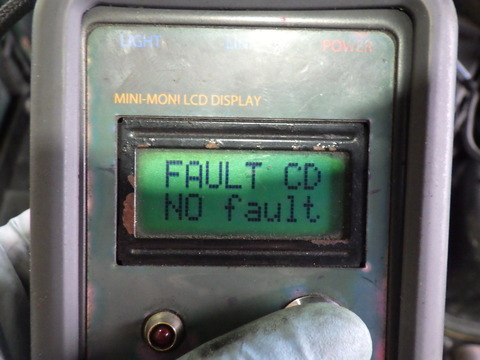 LIGHT POWER
MINI-MONI LCD DISPLAY
FAULT CD
NO fault